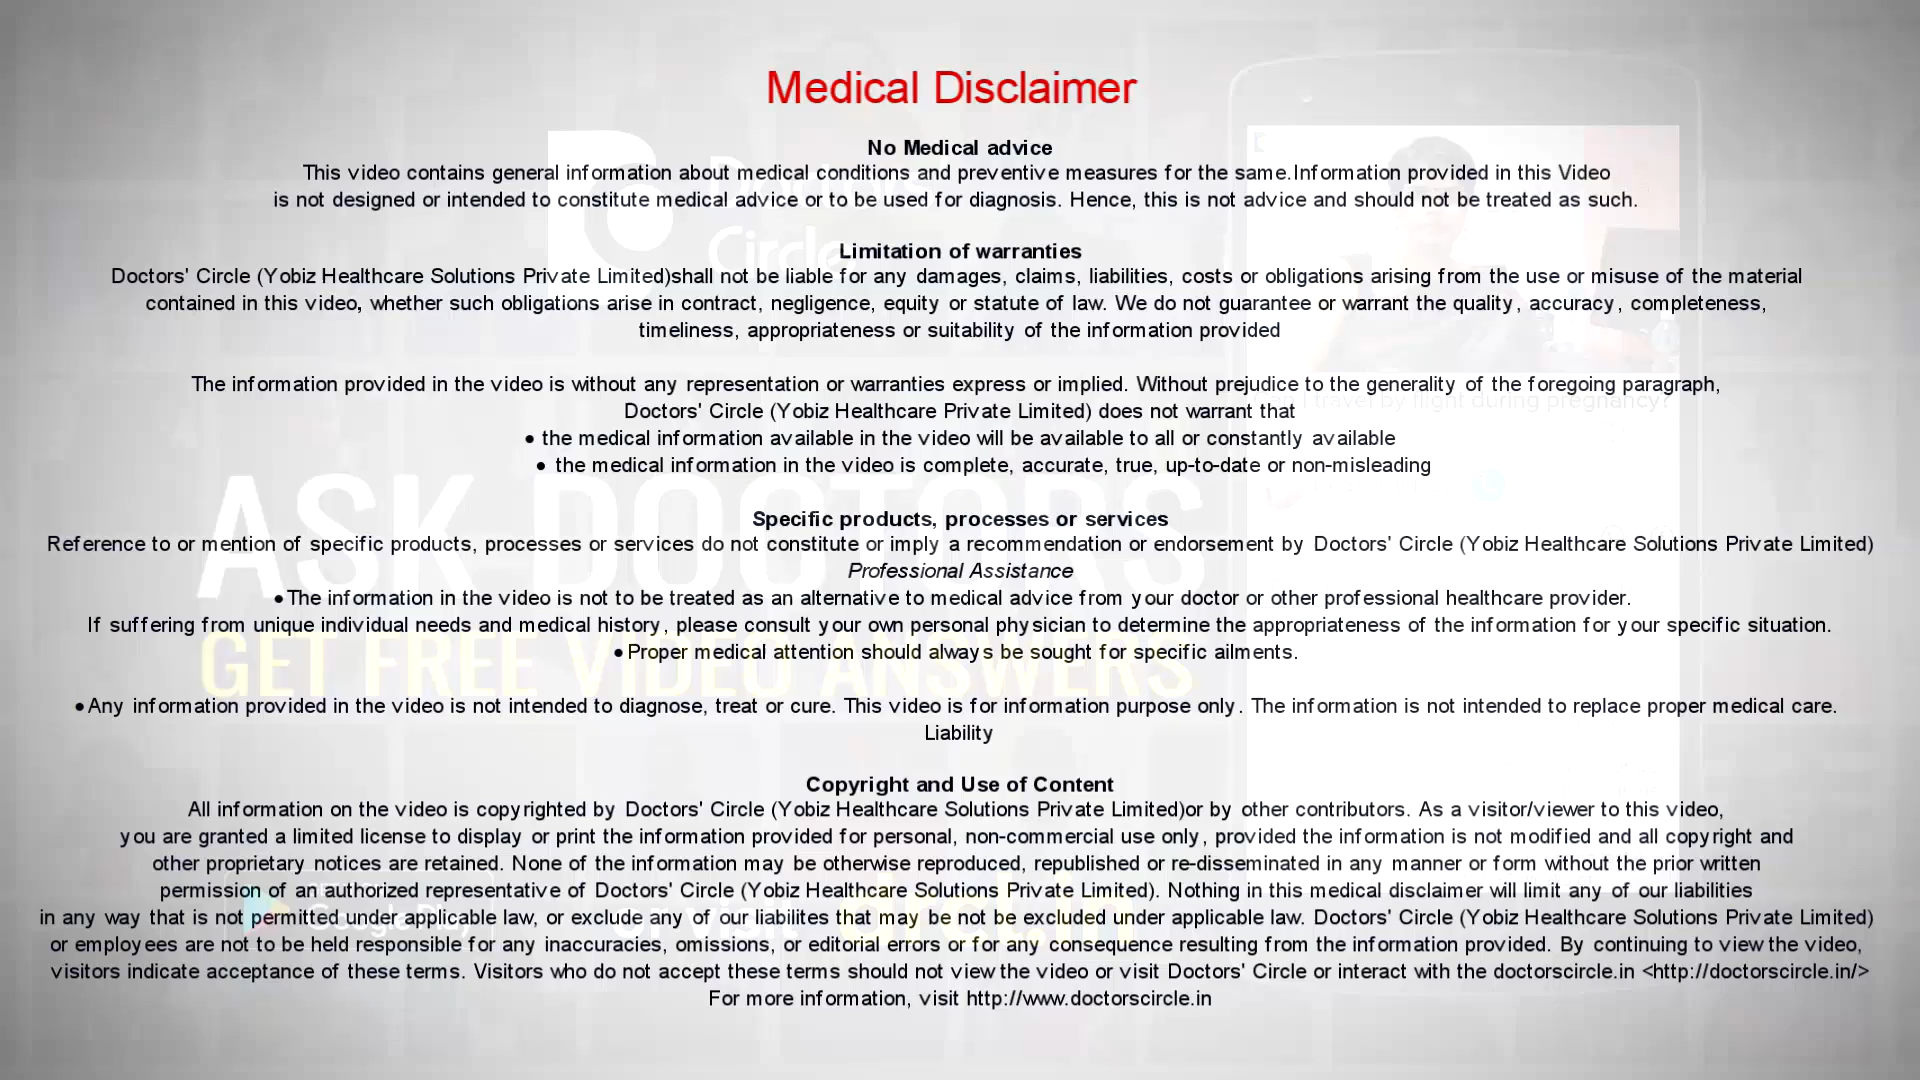 Medical Disclaimer
No Medical advice
This video contains general information about medical conditions and preventive measures for the same.Information provided in this Video
is not designed or intended to constitute medical advice or to be used for diagnosis. Hence, this is not advice and should not be treated as such.
Doctors'
Circle
Limitation of warranties
Doctors' Circle (Yobiz Healthcare Solutions Private Limited)shall not be liable for any damages, claims, liabilities, costs or obligations arising from the use or misuse of the material
contained in this video, whether such obligations arise in contract, negligence, equity or statute of law. We do not guarantee or warrant the quality, accuracy, completeness,
timeliness, appropriateness or suitability of the information provided
The information provided in the video is without any representation or warranties express or implied. Without prejudice to the generality of the foregoing paragraph,
Can I travel by flight during pregnancy?
Doctors' Circle (Yobiz Healthcare Private Limited) does not warrant that
• the medical information available in the video will be available to all or constantly available
• the medical information in the video is complete, accurate, true, up-to-date or non-misleading
ASK DOCTORS
Specific products, processes or services
Reference to or mention of specific products, processes or services do not constitute or imply a recommendation or endorsement by Doctors' Circle (Yobiz Healthcare Solutions Private Limited)
Professional Assistance
•The information in the video is not to be treated as an alternative to medical advice from your doctor or other professional healthcare provider.
If suffering from unique individual needs and medical history, please consult your own personal physician to determine the appropriateness of the information for your specific situation.
•Proper medical attention should always be sought for specific ailments.
GET FREE VIDEO ANSWERS
•Any information provided in the video is not intended to diagnose, treat or cure. This video is for information purpose only. The information is not intended to replace proper medical care.
Liability
Copyright and Use of Content
All information on the video is copyrighted by Doctors' Circle (Yobiz Healthcare Solutions Private Limited)or by other contributors. As a visitor/viewer to this video,
you are granted a limited license to display or print the information provided for personal, non-commercial use only, provided the information is not modified and all copyright and
other proprietary notices are retained. None of the information may be otherwise reproduced, republished or re-disseminated in any manner or form without the prior written
permission of an authorized representative of Doctors' Circle (Yobiz Healthcare Solutions Private Limited). Nothing in this medical disclaimer will limit any of our liabilities
in any way that is not permitted under applicable law, or exclude any of our liabilites that may be not be excluded under applicable law. Doctors' Circle (Yobiz Healthcare Solutions Private Limited)
Google Play or visit drcl.in
or employees are not to be held responsible for any inaccuracies, omissions, or editorial errors or for any consequence resulting from the information provided. By continuing to view the video,
visitors indicate acceptance of these terms. Visitors who do not accept these terms should not view the video or visit Doctors' Circle or interact with the doctorscircle.in <http://doctorscircle.in/>
For more information, visit http://www.doctorscircle.in